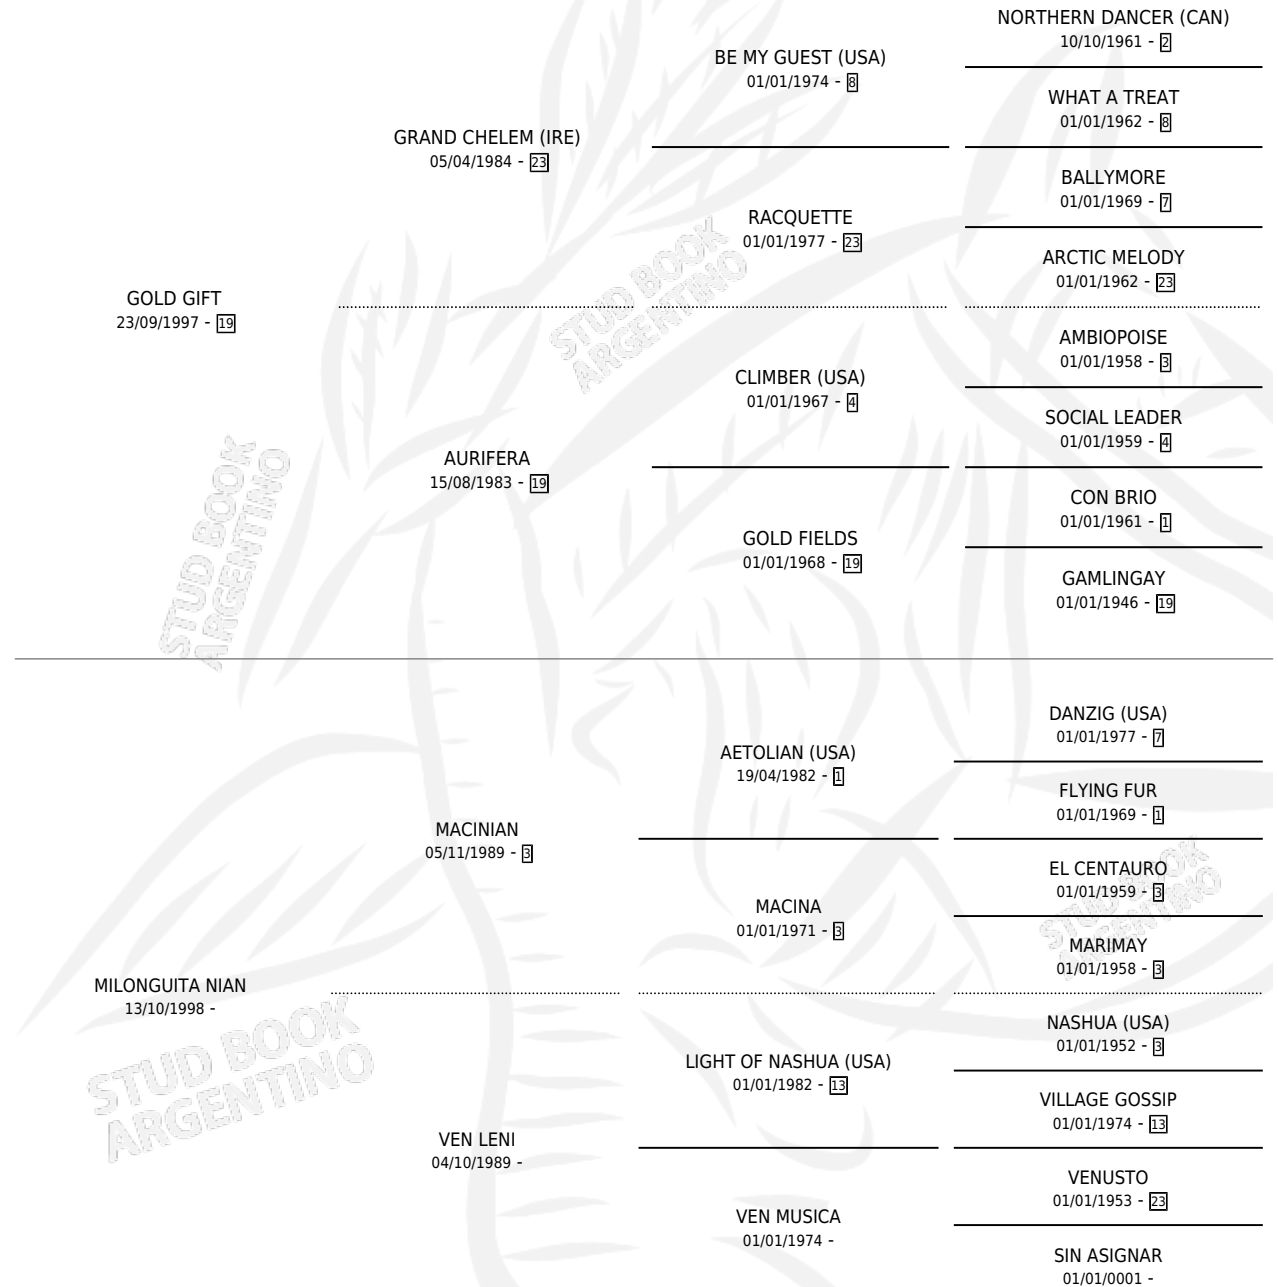 NORTHERN DANCER (CAN)
10/10/1961 - 2
BE MY GUEST (USA)
01/01/1974 - 8
WHAT A TREAT
01/01/1962 - 8
GRAND CHELEM (IRE)
05/04/1984 - 23
BALLYMORE
01/01/1969 - 7
RACQUETTE
01/01/1977 - 23
ARCTIC MELODY
01/01/1962 - 23
GOLD GIFT
23/09/1997 - 19
STUD BOOK
ARGENTINO
AMBIOPOISE
01/01/1958 - 3
CLIMBER (USA)
01/01/1967 - 4
SOCIAL LEADER
01/01/1959 - 4
AURIFERA
15/08/1983 - 19
CON BRIO
01/01/1961 - 1
GOLD FIELDS
01/01/1968 - 19
STUD BOOK
ARGENTINO
GAMLINGAY
01/01/1946 - 19
DANZIG (USA)
01/01/1977 - 7
AETOLIAN (USA)
19/04/1982 - 1
FLYING FUR
01/01/1969 - 1
MACINIAN
05/11/1989 - 3
EL CENTAURO
01/01/1959 - 3
STUD BOOK
ARGENTINO
MACINA
01/01/1971 - 3
MARIMAY
01/01/1958 - 3
MILONGUITA NIAN
13/10/1998 -
NASHUA (USA)
01/01/1952 - 3
STUD BOOK
ARGENTINO
LIGHT OF NASHUA (USA)
01/01/1982 - 13
VILLAGE GOSSIP
01/01/1974 - 13
VEN LENI
04/10/1989 -
VENUSTO
01/01/1953 - 23
VEN MUSICA
01/01/1974 -
SIN ASIGNAR
01/01/0001 -